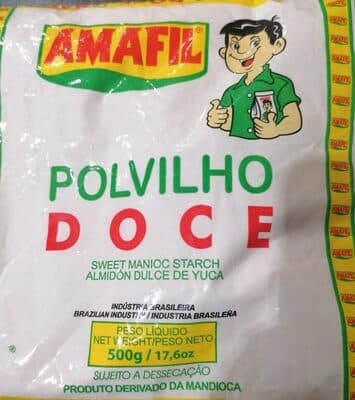 AMAFIL
POLVILHO
DOCE
SWEET MANIOC STARCH
ALMIDÓN DULCE DE YUCA
INDÚSTRIA BRASILEIRA
BRAZILIAN INDUSTRY / INDUSTRIA BRASILEÑA
PESO LÍQUIDO
NET WEIGHT/PESO NETO
500g / 17,6oz
SUJEITO A DESSECAÇÃO
PRODUTO DERIVADO DA MANDIOCA